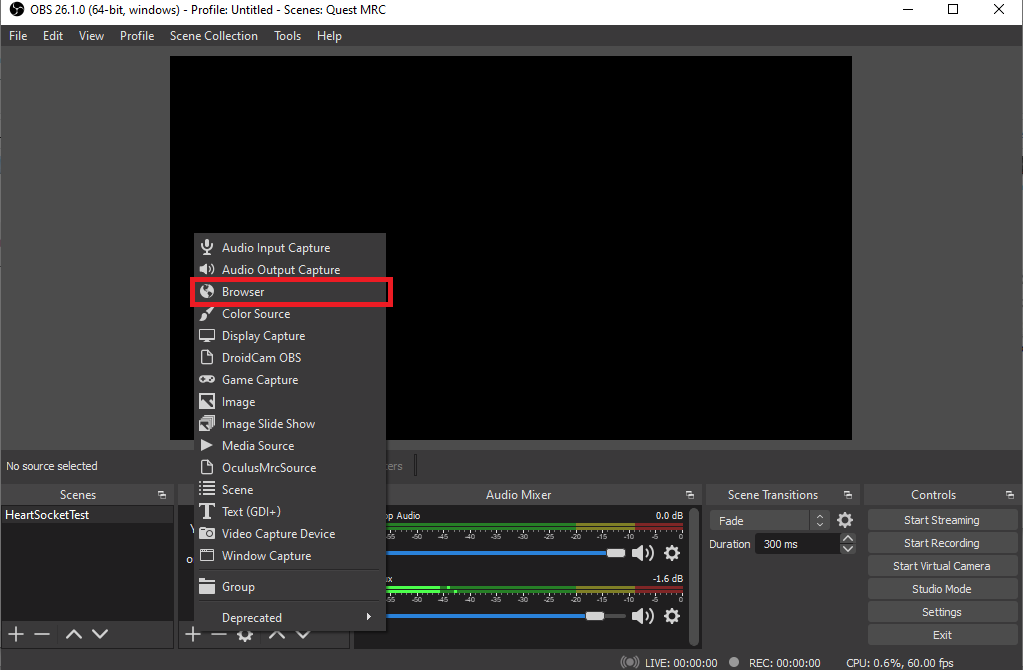 OBS 26.1.0 (64-bit, windows) - Profile: Untitled - Scenes: Quest MRC
File Edit View Profile Scene Collection Tools Help
Audio Input Capture
Audio Output Capture
Browser
Color Source
Display Capture
DroidCam OBS
Game Capture
Image
Image Slide Show
Media Source
OculusMrcSource
Scene
Text (GDI+)
Video Capture Device
Window Capture
Group
Deprecated
No source selected
Scenes
HeartSocketTest
Audio Mixer
Audio 0.0 dB
-55 -50 -45 -40 -35 -30 -25 -20 -15 -10 -5 0
-1.6 dB
-55 -50 -45 -40 -35 -30 -25 -20 -15 -10 -5 0
Scene Transitions
Fade
Duration 300 ms
Controls
Start Streaming
Start Recording
Start Virtual Camera
Studio Mode
Settings
Exit
LIVE: 00:00:00 REC: 00:00:00 CPU: 0.6%, 60.00 fps